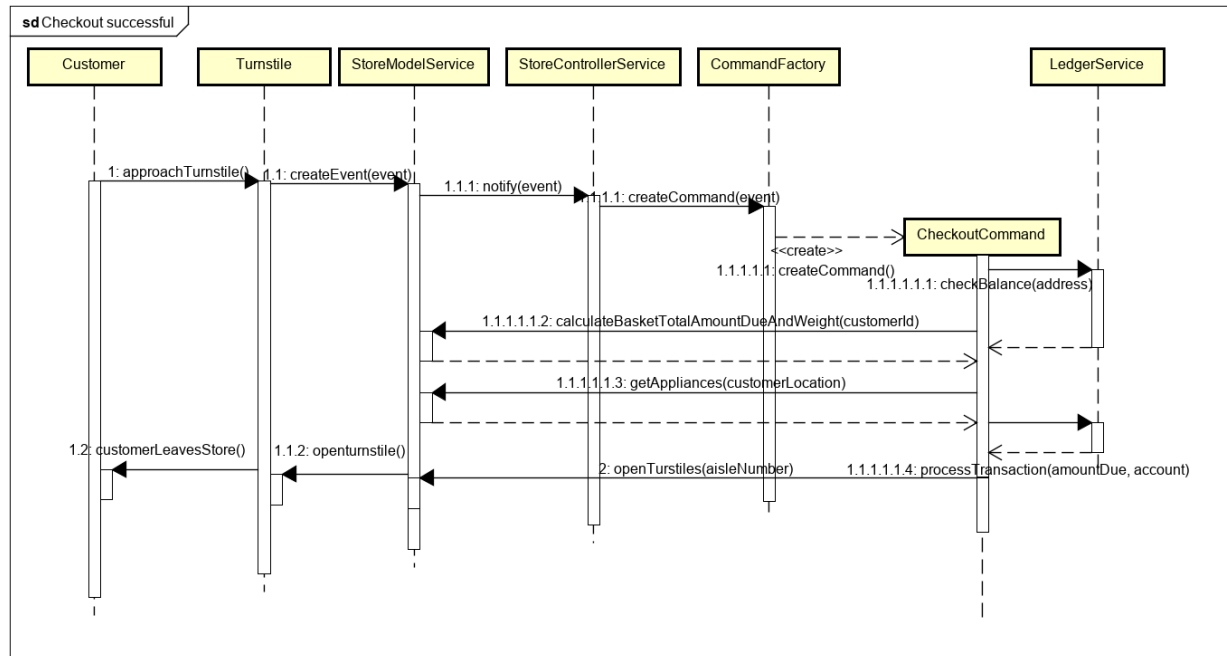 sd Checkout successful
Customer
Turnstile
StoreModelService
StoreControllerService
CommandFactory
LedgerService
1: approachTurnstile()
1.1: createEvent(event)
1.1.1: notify(event)
1.1.1.1: createCommand(event)
CheckoutCommand
<<create>>
1.1.1.1.1: createCommand()
1.1.1.1.1.1: checkBalance(address)
1.1.1.1.1.2: calculateBasketTotalAmountDueAndWeight(customerId)
1.1.1.1.1.3: getAppliances(customerLocation)
1.2: customerLeavesStore()
1.1.2: openturnstile()
2: openTurstiles(aisleNumber)
1.1.1.1.1.4: processTransaction(amountDue, account)